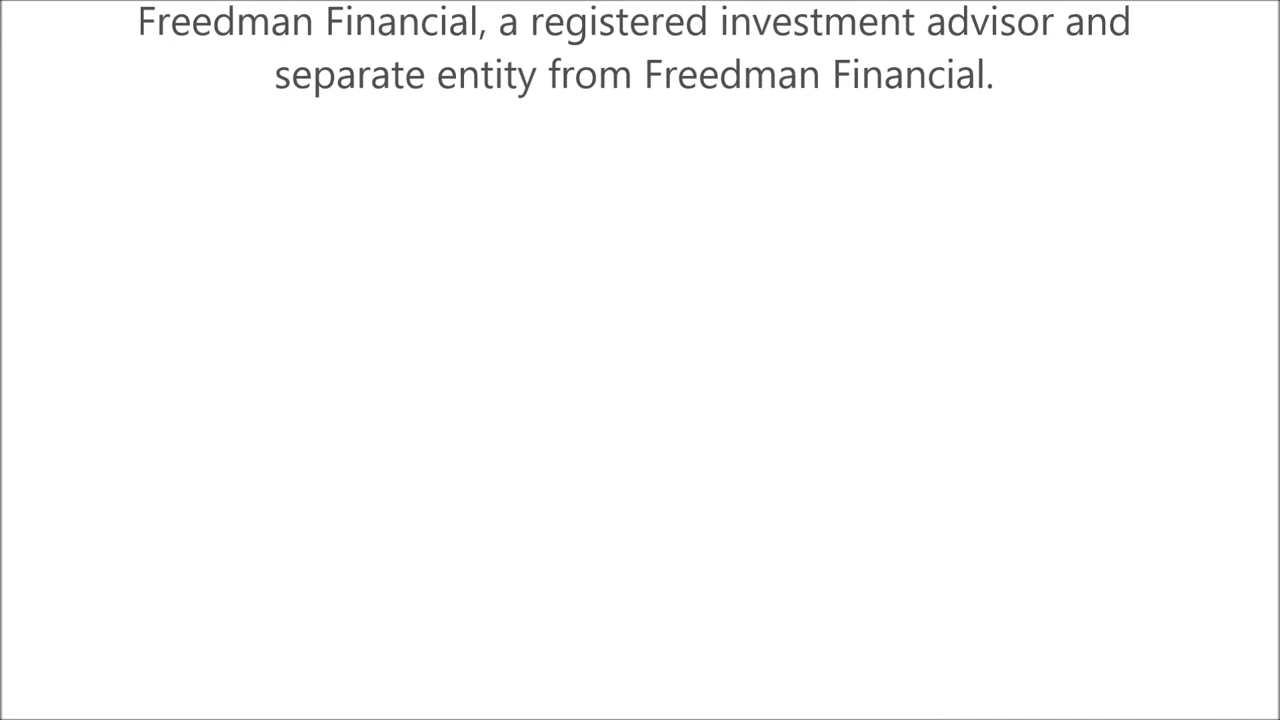 Freedman Financial, a registered investment advisor and
separate entity from Freedman Financial.